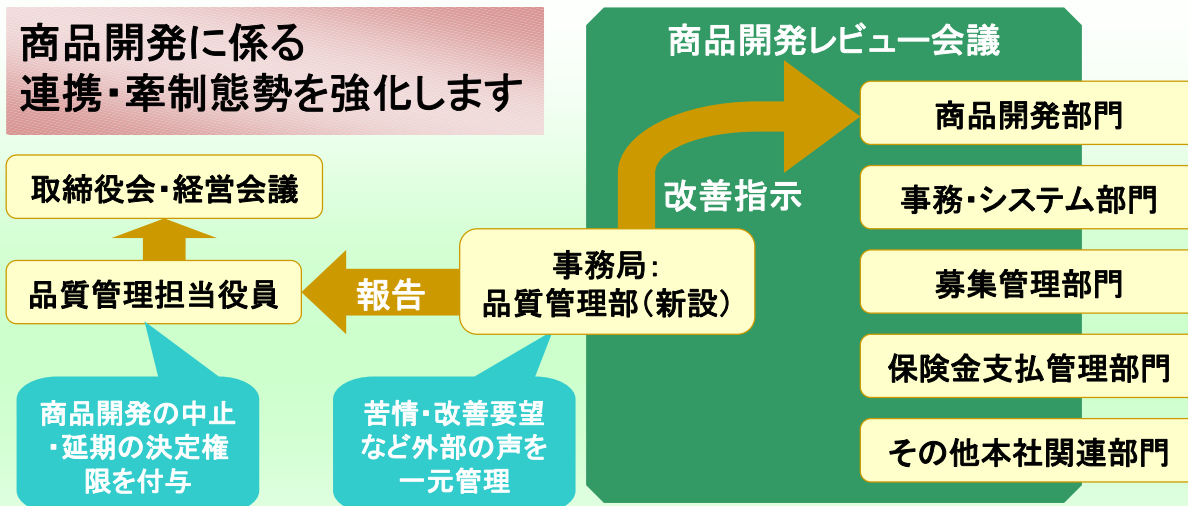 商品開発に係る
連携・牽制態勢を強化します
商品開発レビュー会議
商品開発部門
取締役会・経営会議
改善指示
事務・システム部門
品質管理担当役員
報告
事務局：
品質管理部（新設）
募集管理部門
保険金支払管理部門
商品開発の中止
・延期の決定権
限を付与
苦情・改善要望
など外部の声を
一元管理
その他本社関連部門